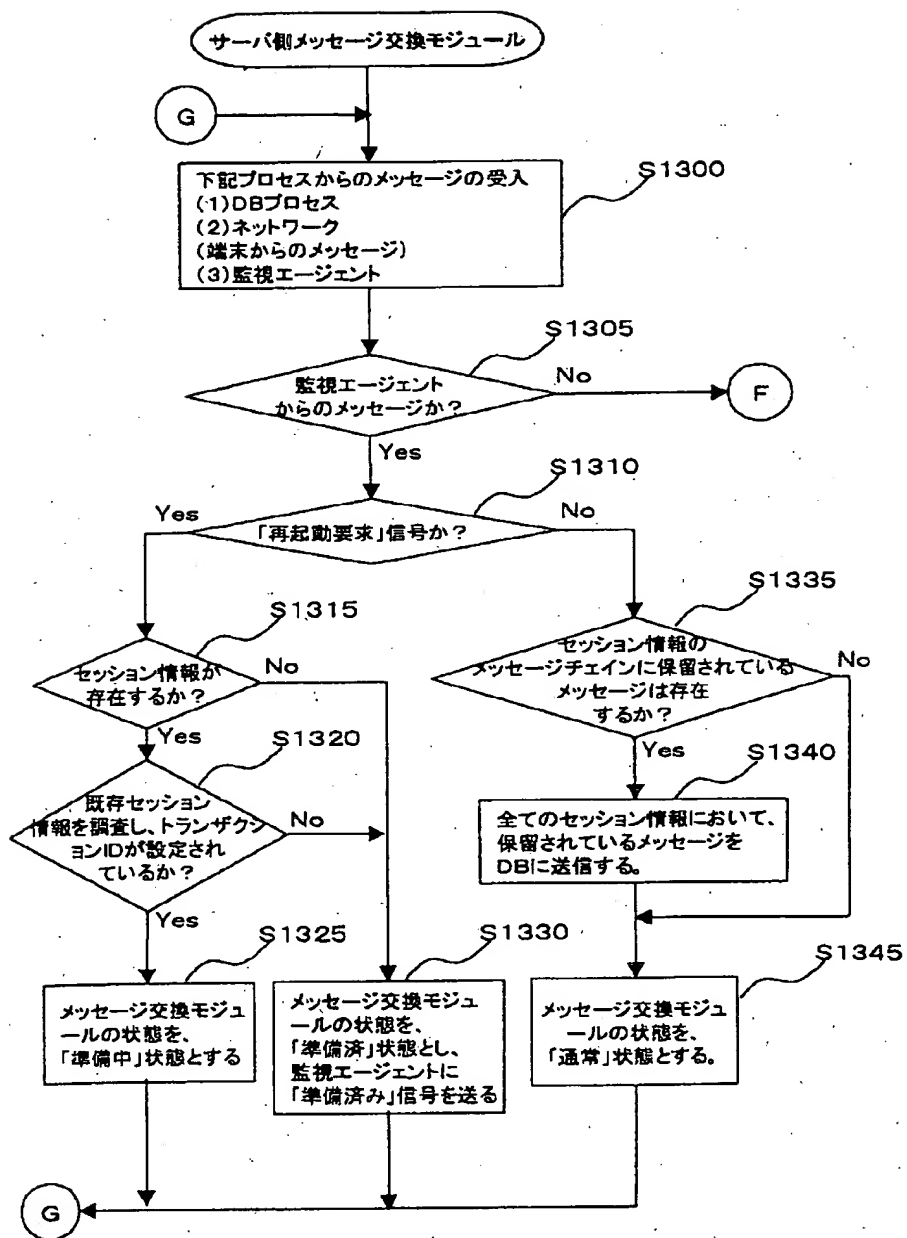 サーバ側メッセージ交換モジュール
G
下記プロセスからのメッセージの受入
(1)DBプロセス
(2)ネットワーク
(端末からのメッセージ)
(3)監視エージェント
S1300
S1305
監視エージェント
からのメッセージか?
No
F
Yes
S1310
Yes
「再起動要求」信号か?
No
S1315
セッション情報が
存在するか?
No
Yes
S1335
セッション情報の
メッセージチェインに保留されている
メッセージは存在
するか?
No
Yes
S1320
既存セッション
情報を調査し、トランザクシ
ョンIDが設定され
ているか?
No
Yes
S1340
全てのセッション情報において、
保留されているメッセージを
DBに送信する。
S1325
メッセージ交換モジュ
ールの状態を、
「準備中」状態とする
S1330
メッセージ交換モジュ
ールの状態を、
「準備済」状態とし、
監視エージェントに
「準備済み」信号を送る
S1345
メッセージ交換モジュ
ールの状態を、
「通常」状態とする。
G